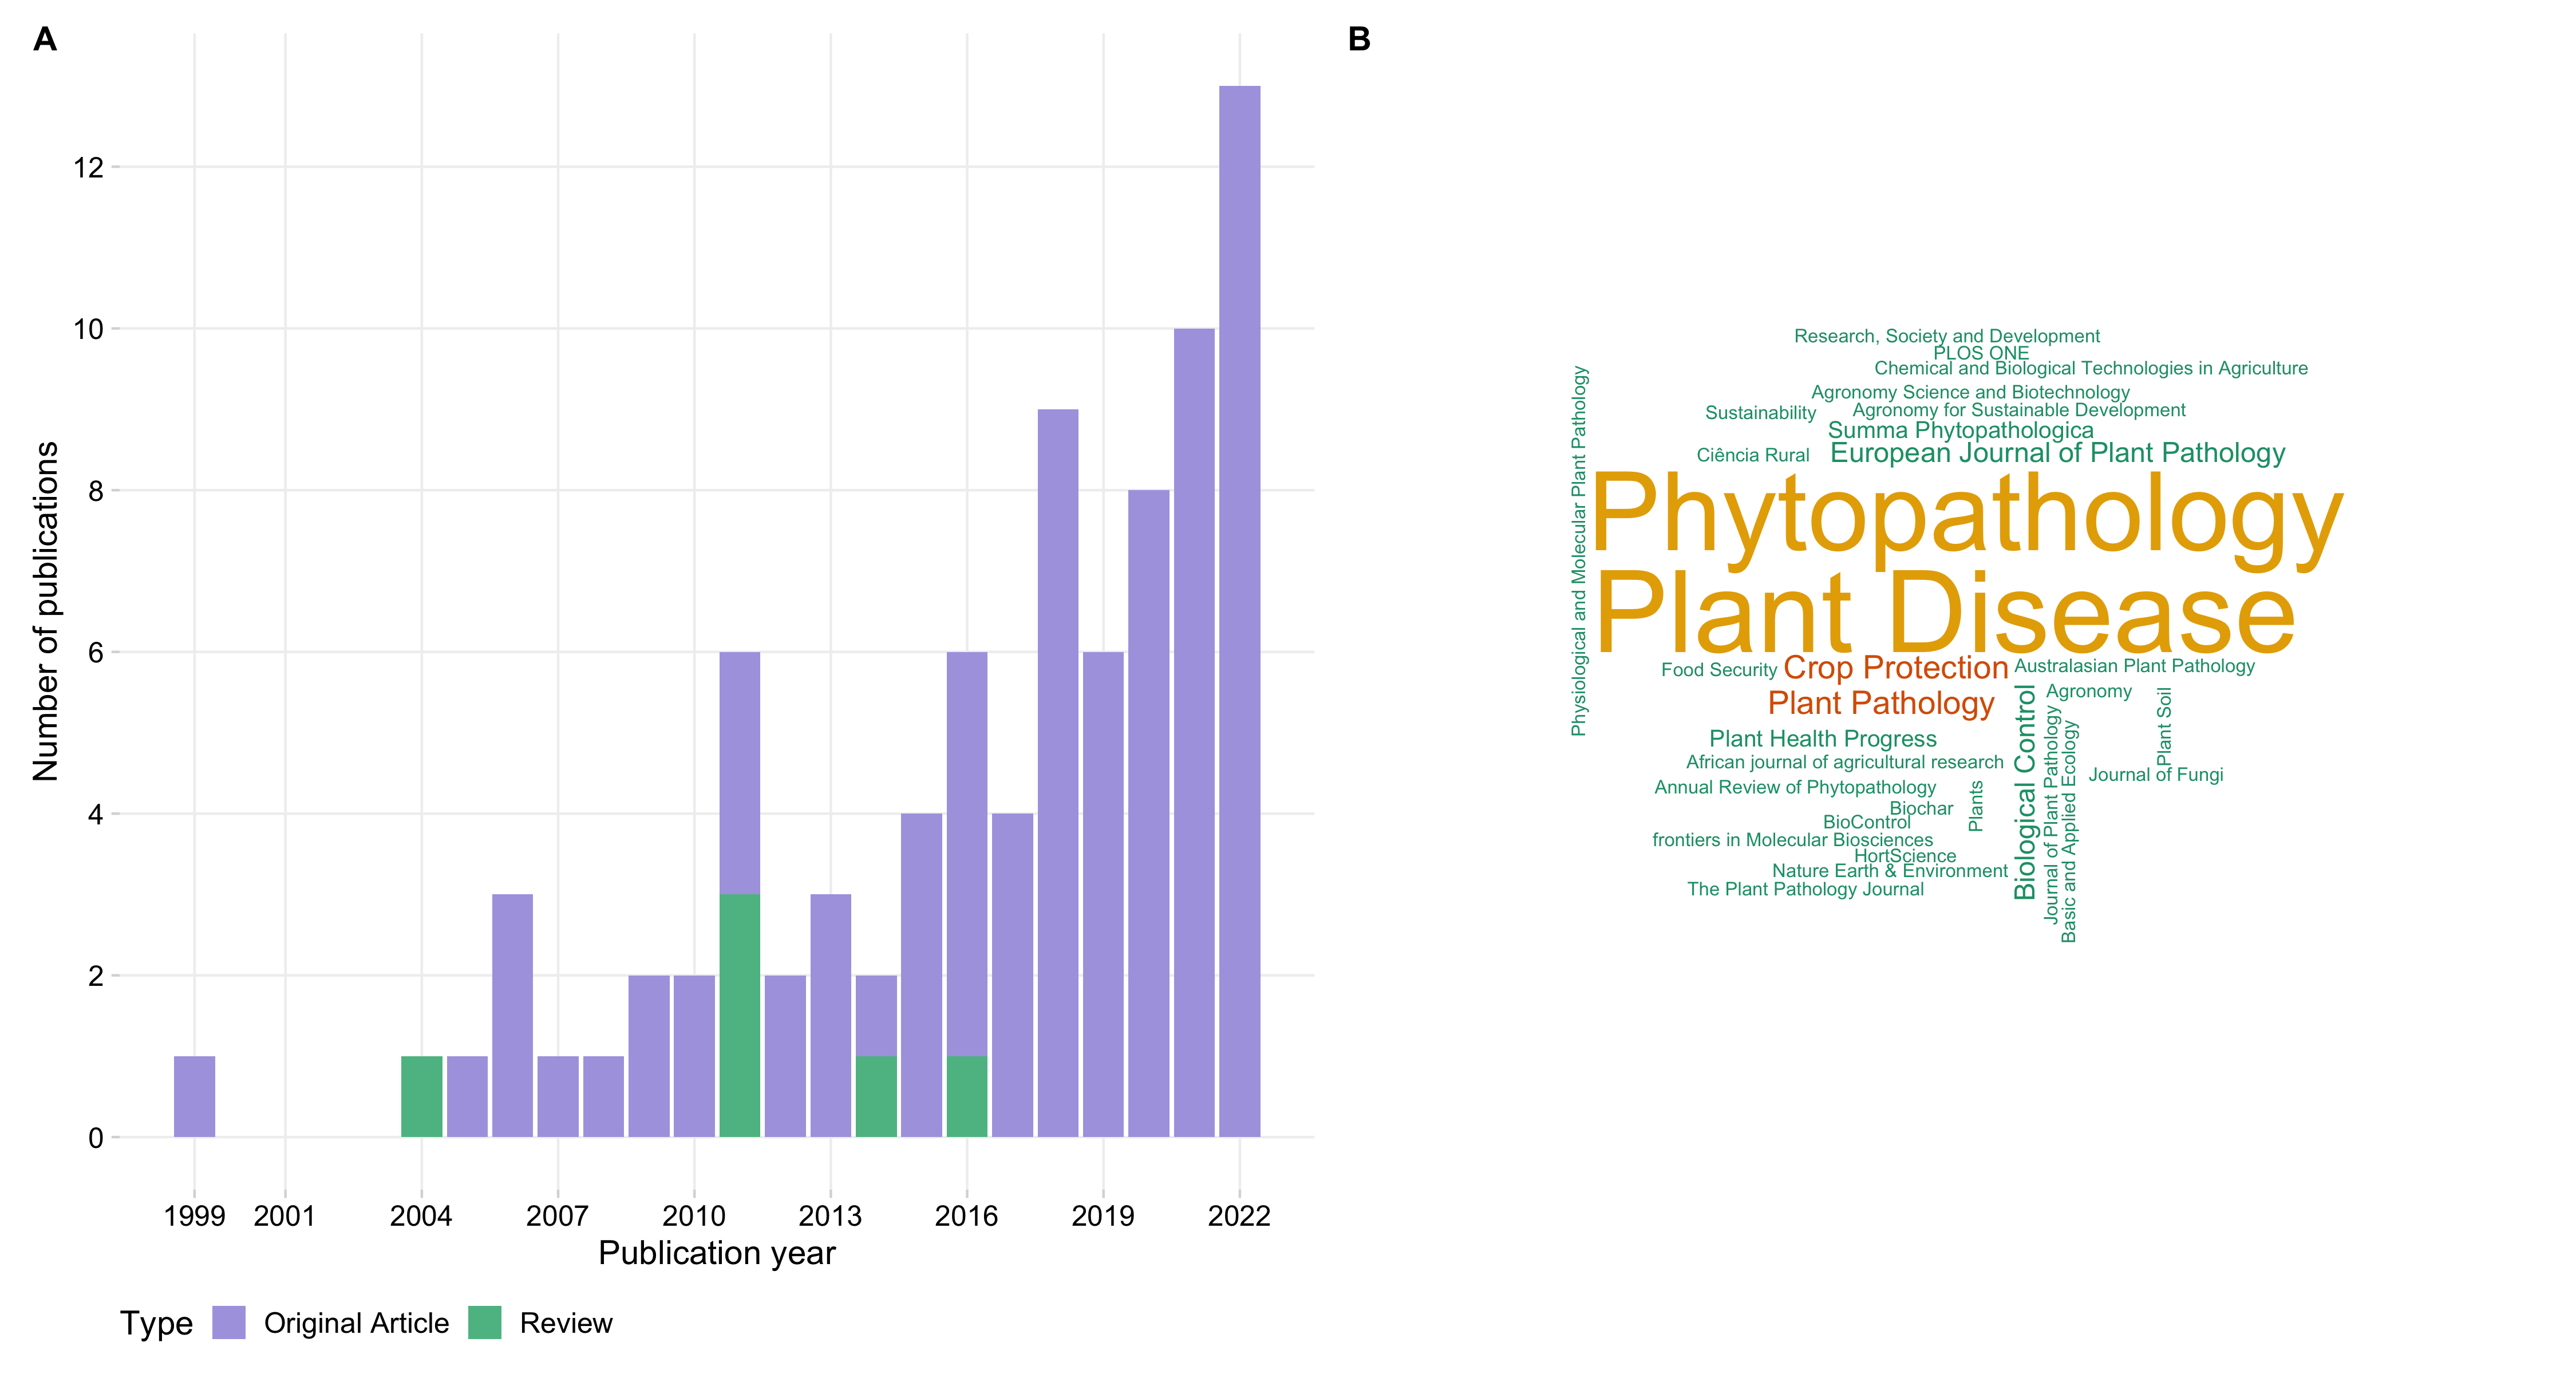 A
Number of publications
12
10
8
6
4
2
0
1999
2001
2004
2007
2010
2013
2016
2019
2022
Publication year
Type
Original Article
Review
B
Research, Society and Development
PLOS ONE
Chemical and Biological Technologies in Agriculture
Agronomy Science and Biotechnology
Sustainability
Agronomy for Sustainable Development
Summa Phytopathologica
Ciência Rural
European Journal of Plant Pathology
Physiological and Molecular Plant Pathology
Phytopathology
Plant Disease
Food Security
Crop Protection
Australasian Plant Pathology
Plant Pathology
Agronomy
Plant Soil
Biological Control
Journal of Plant Pathology
Basic and Applied Ecology
Plant Health Progress
African journal of agricultural research
Journal of Fungi
Annual Review of Phytopathology
Plants
Biochar
BioControl
frontiers in Molecular Biosciences
HortScience
Nature Earth & Environment
The Plant Pathology Journal